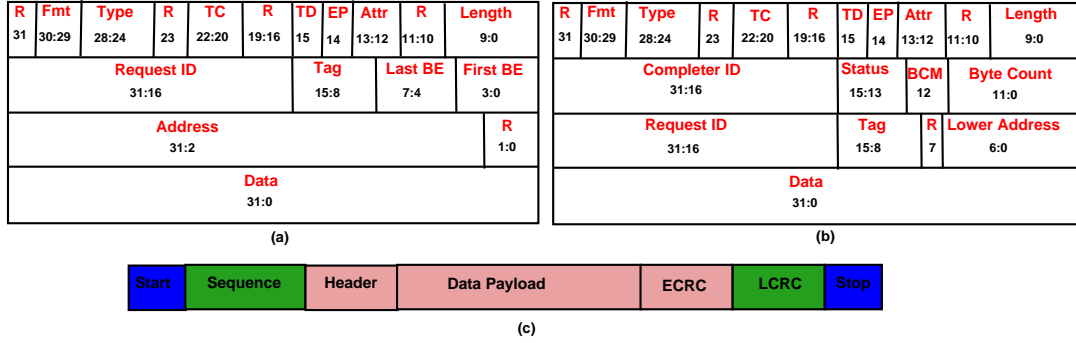 R Fmt Type R TC R TD EP Attr R Length
31 30:29 28:24 23 22:20 19:16 15 14 13:12 11:10 9:0
Request ID Tag Last BE First BE
31:16 15:8 7:4 3:0
Address R
31:2 1:0
Data
31:0
(a)
R Fmt Type R TC R TD EP Attr R Length
31 30:29 28:24 23 22:20 19:16 15 14 13:12 11:10 9:0
Completer ID Status BCM Byte Count
31:16 15:13 12 11:0
Request ID Tag R Lower Address
31:16 15:8 7 6:0
Data
31:0
(b)
Start Sequence Header Data Payload ECRC LCRC Stop
(c)